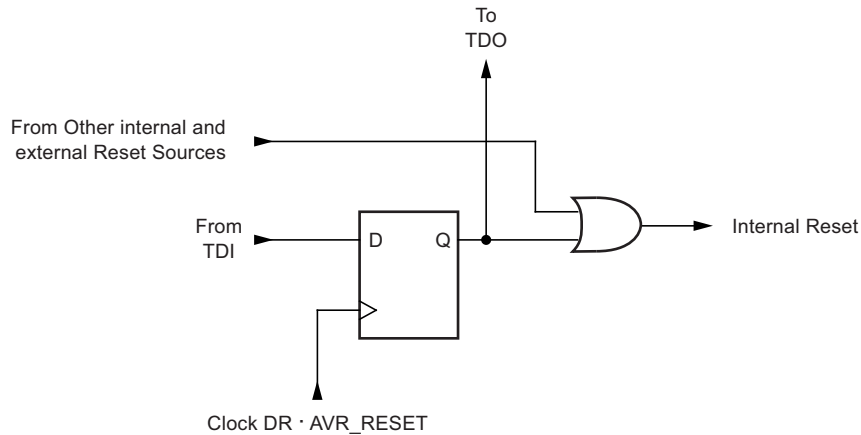 To
TDO
From Other internal and
external Reset Sources
From
TDI
D
Q
Internal Reset
Clock DR · AVR_RESET